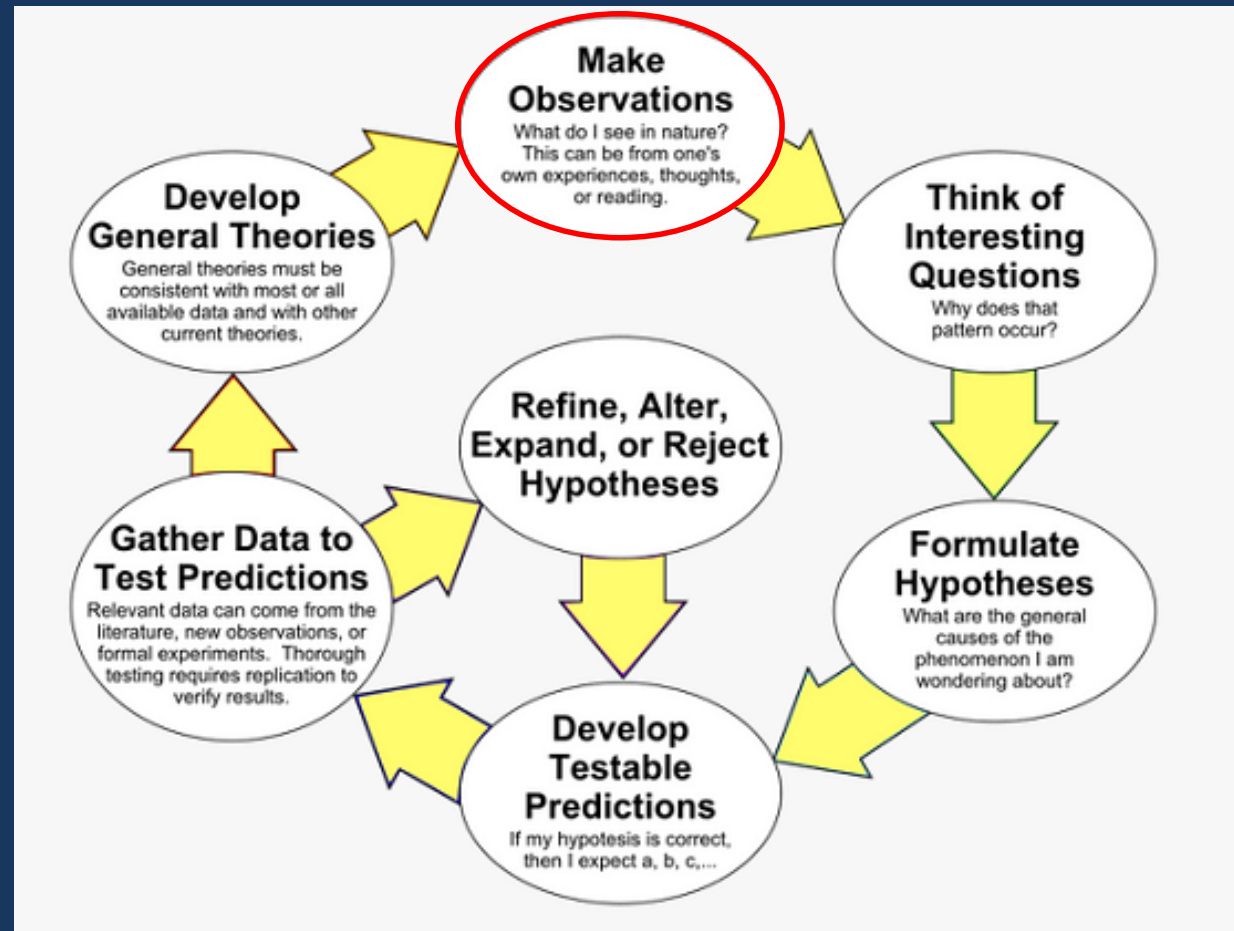 Make
Observations
What do I see in nature?
This can be from one's
own experiences, thoughts,
or reading.
Think of
Interesting
Questions
Why does that
pattern occur?
Formulate
Hypotheses
What are the general
causes of the
phenomenon I am
wondering about?
Develop
Testable
Predictions
If my hypotesis is correct,
then I expect a, b, c,...
Gather Data to
Test Predictions
Relevant data can come from the
literature, new observations, or
formal experiments. Thorough
testing requires replication to
verify results.
Refine, Alter,
Expand, or Reject
Hypotheses
Develop
General Theories
General theories must be
consistent with most or all
available data and with other
current theories.